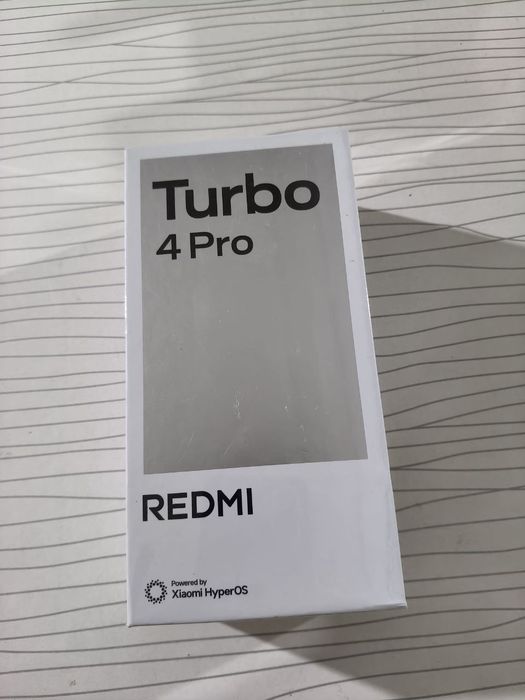 Turbo
4 Pro
REDMI
Powered by
Xiaomi HyperOS